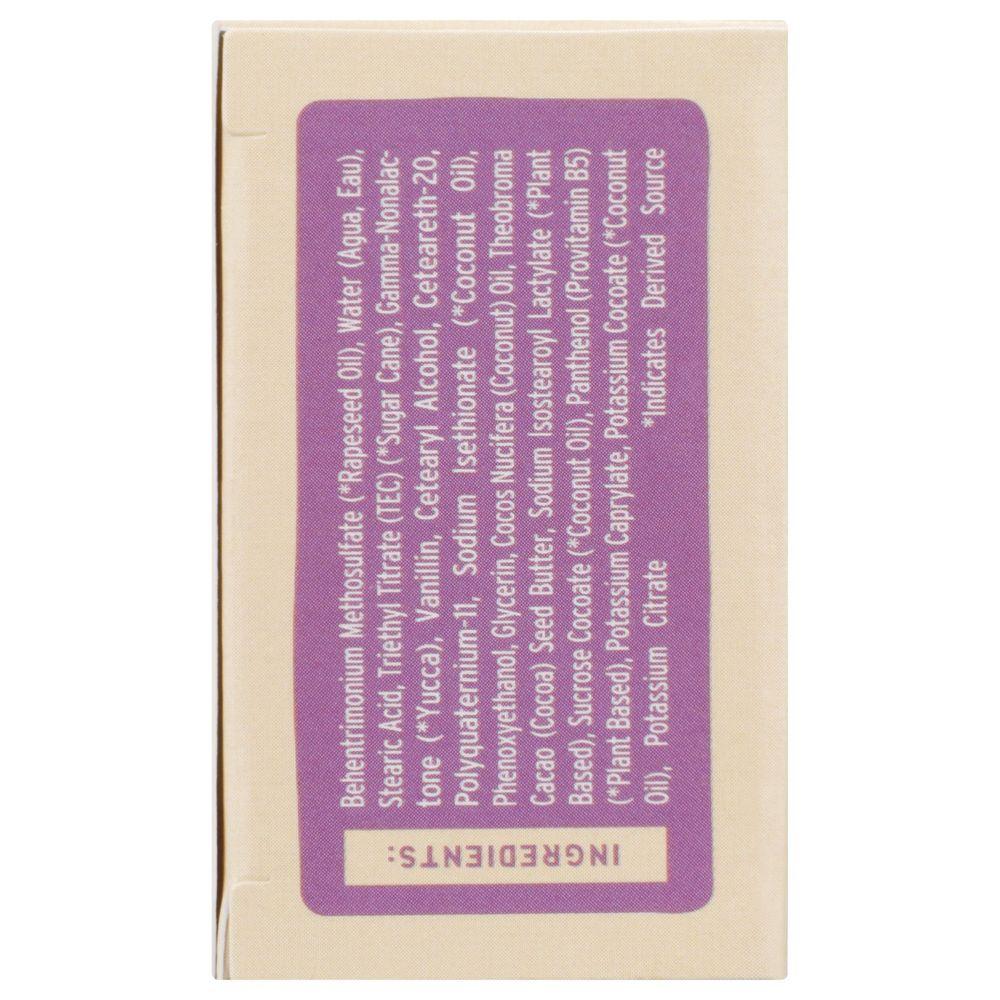 INGREDIENTS:
Behentrimonium Methosulfate (*Rapeseed Oil), Water (Agua, Eau),
Stearic Acid, Triethyl Titrate (TEC) (*Sugar Cane), Gamma-Nonalac-
tone (*Yucca), Vanillin, Cetearyl Alcohol, Ceteareth-20,
Polyquaternium-11, Sodium Isethionate (*Coconut Oil),
Phenoxyethanol, Glycerin, Cocos Nucifera (Coconut) Oil, Theobroma
Cacao (Cocoa) Seed Butter, Sodium Isostearoyl Lactylate (*Plant
Based), Sucrose Cocoate (*Coconut Oil), Panthenol (Provitamin B5)
(*Plant Based), Potassium Caprylate, Potassium Cocoate (*Coconut
Oil), Potassium Citrate *Indicates Derived Source